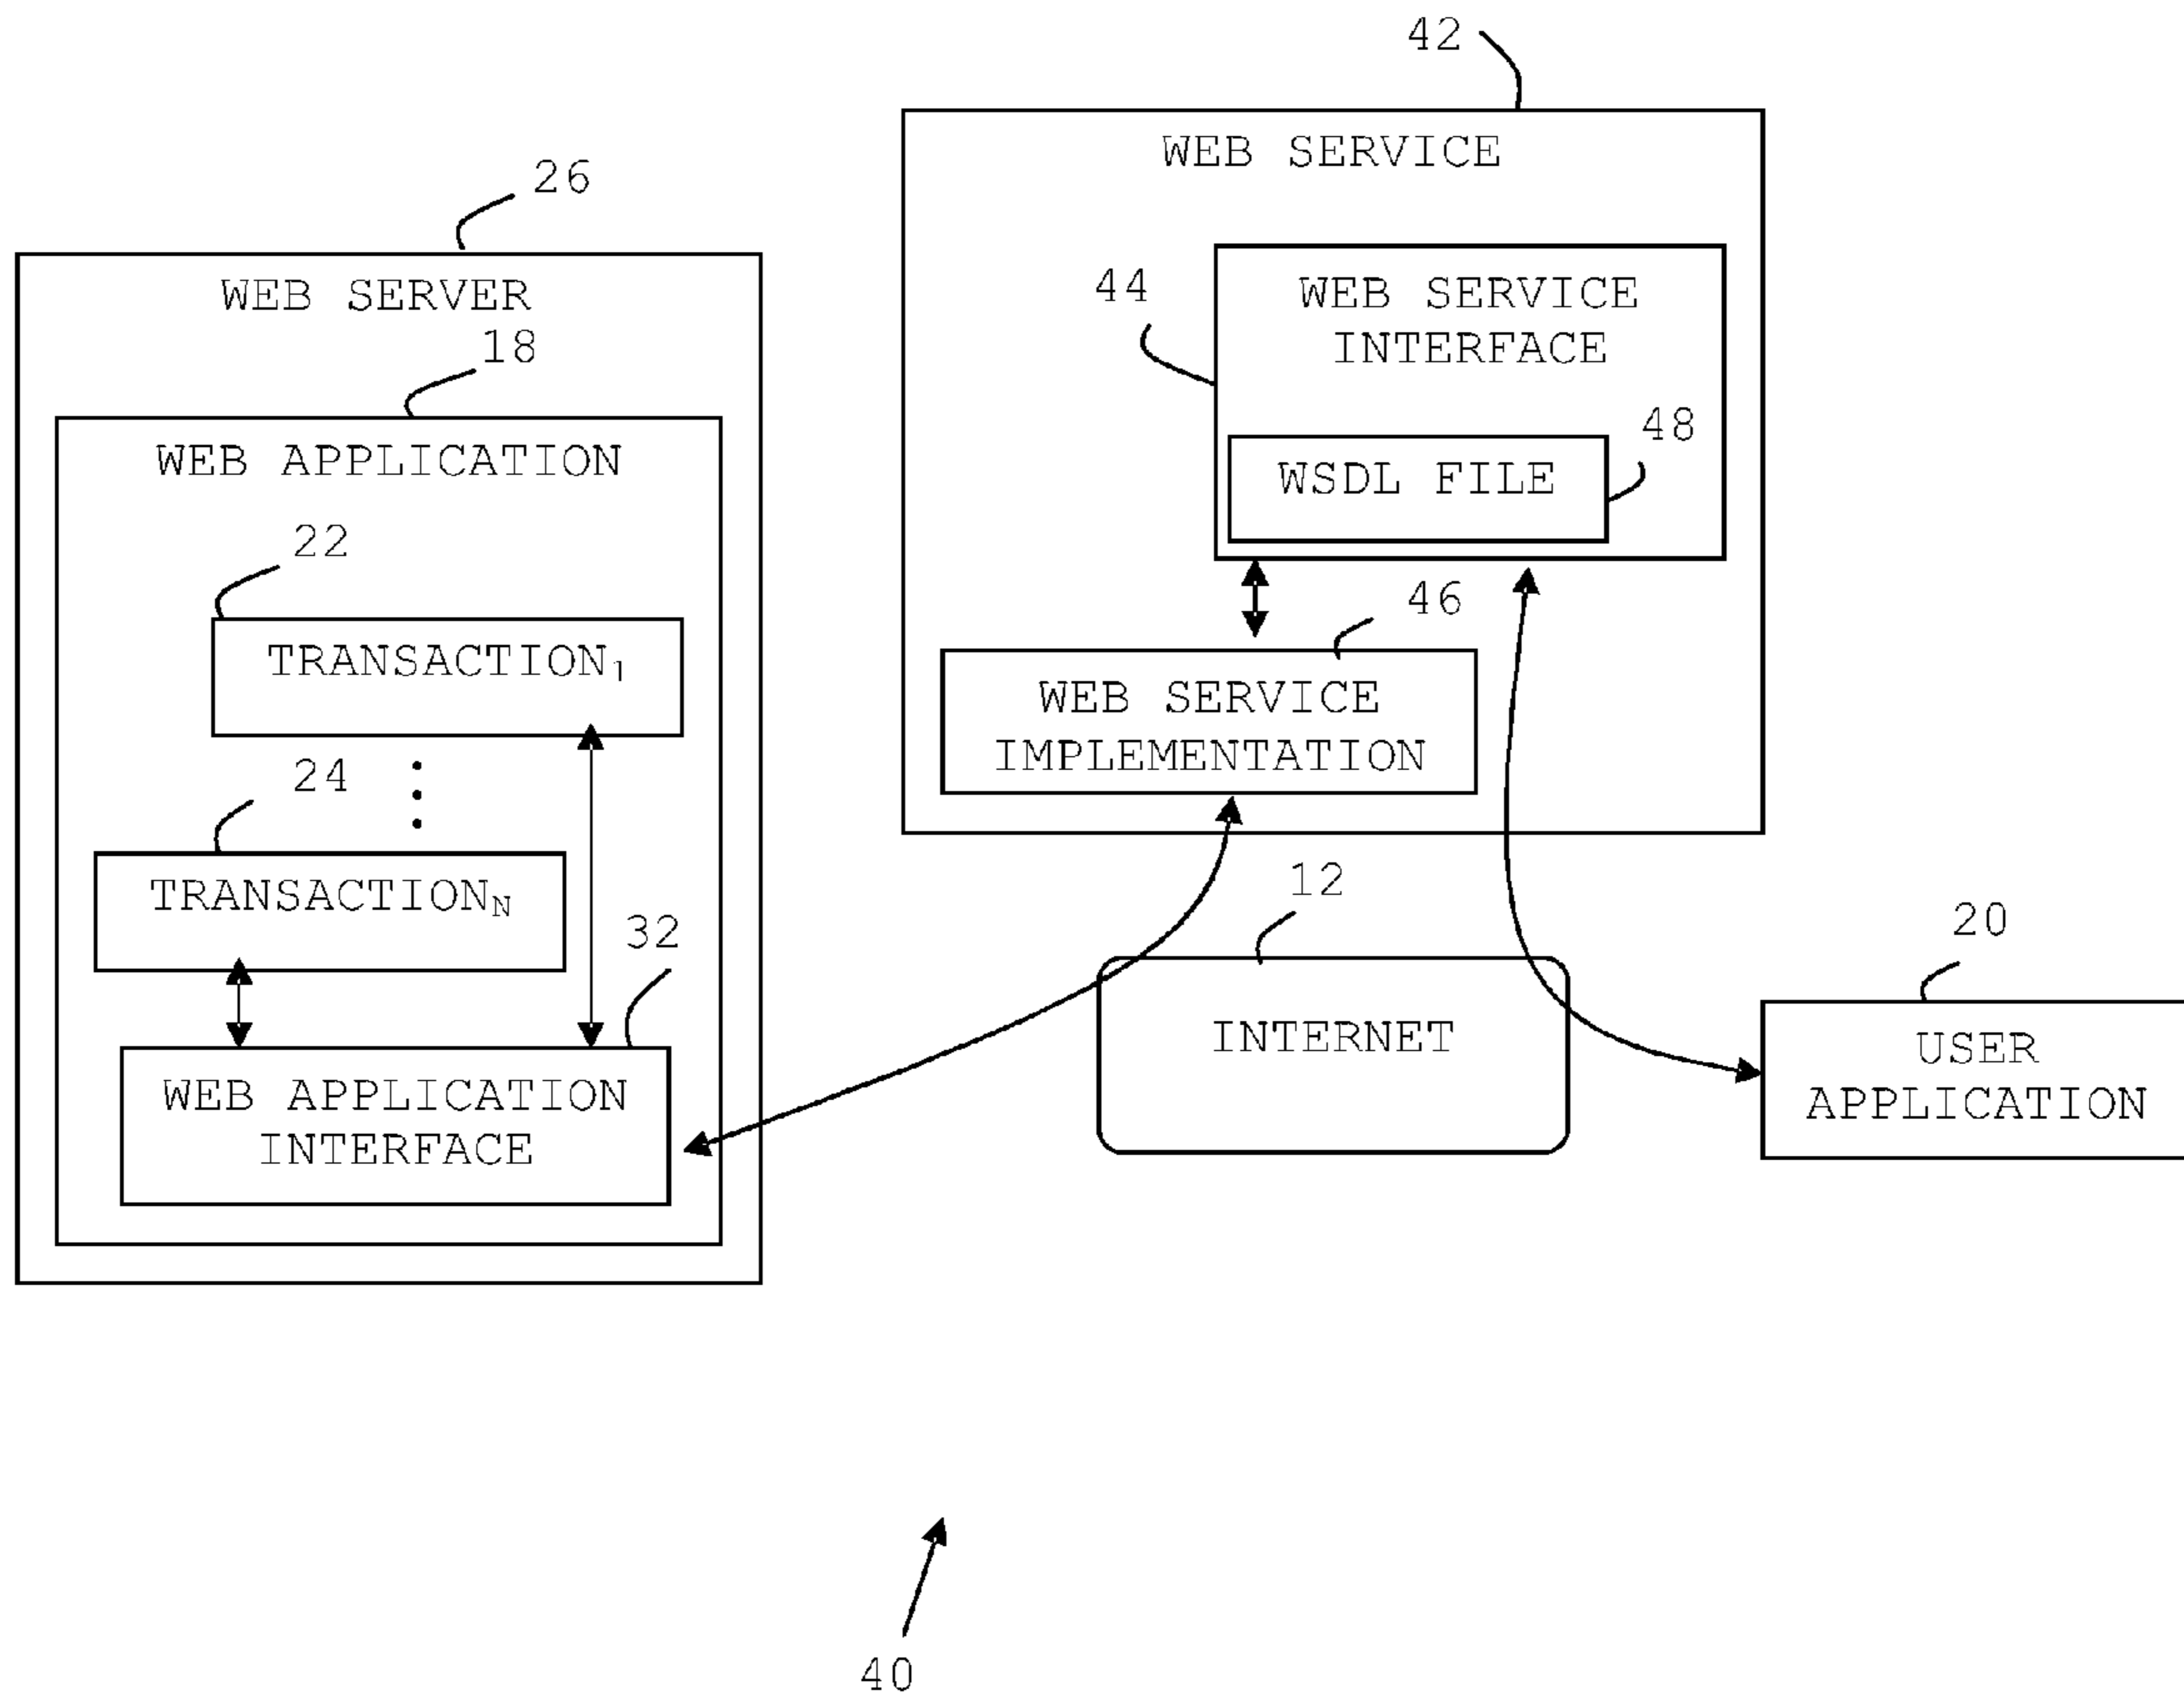 42
WEB SERVICE
26
WEB SERVER
44
WEB SERVICE
INTERFACE
18
48
WEB APPLICATION
WSDL FILE
22
46
TRANSACTION₁
WEB SERVICE
IMPLEMENTATION
24
TRANSACTIONN
12
32
20
INTERNET
USER
APPLICATION
WEB APPLICATION
INTERFACE
40